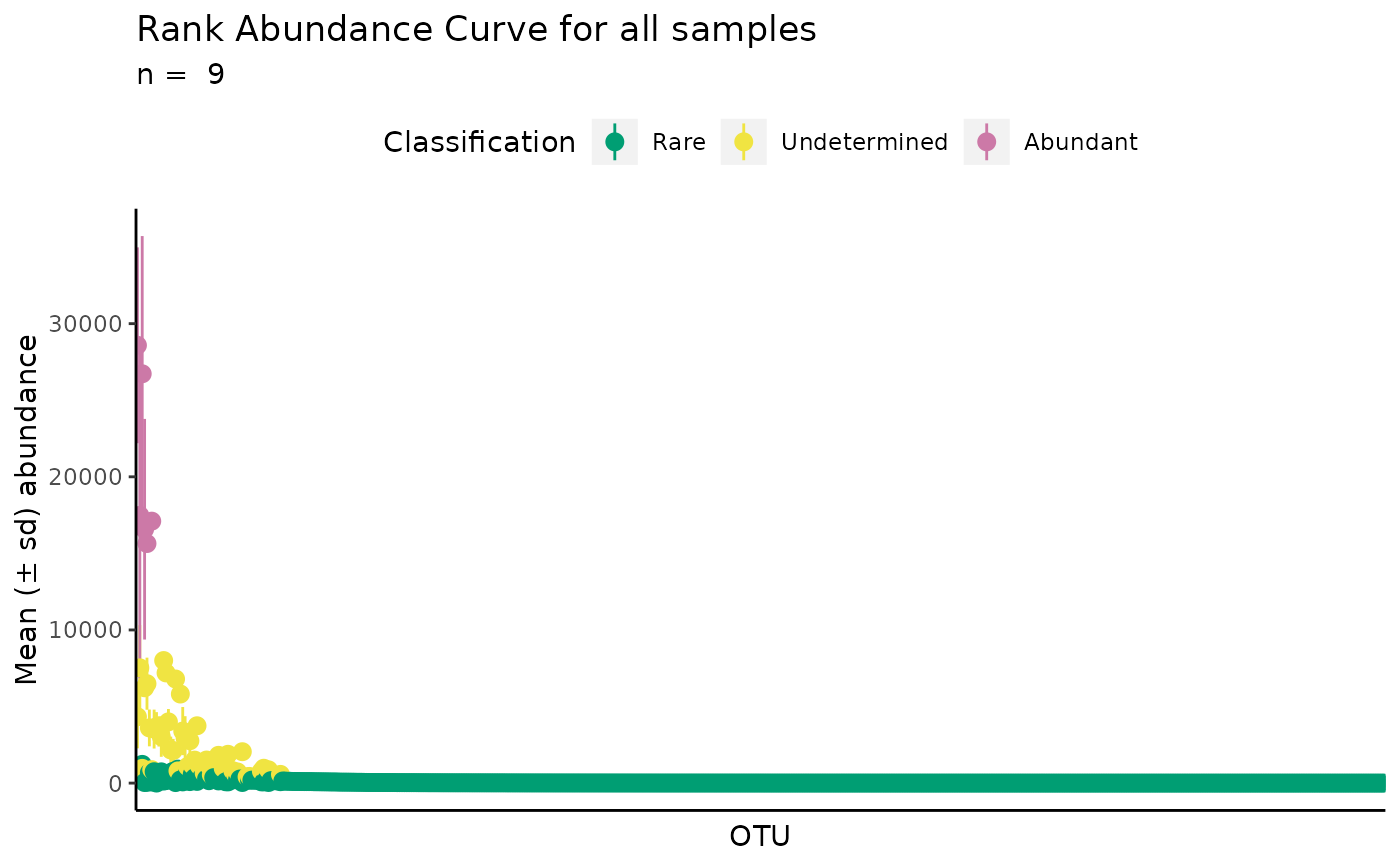 Rank Abundance Curve for all samples
n =  9
Classification Rare Undetermined Abundant
30000
20000
10000
0
Mean (± sd) abundance
OTU